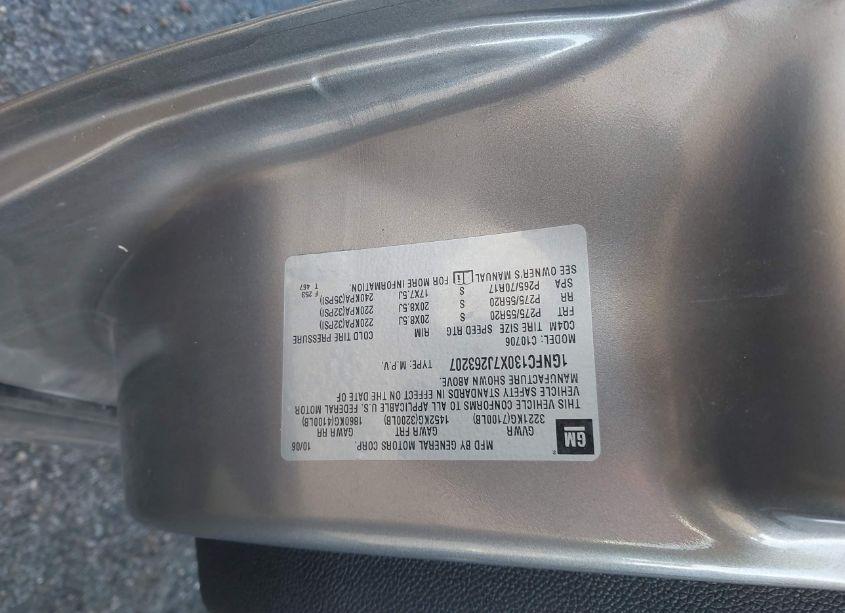 GM
MFD BY GENERAL MOTORS CORP. 10/06
GVWR GAWR FRT GAWR RR
3221KG(7100LB) 1452KG(3200LB) 1860KG(4100LB)
THIS VEHICLE CONFORMS TO ALL APPLICABLE U.S. FEDERAL MOTOR
VEHICLE SAFETY STANDARDS IN EFFECT ON THE DATE OF
MANUFACTURE SHOWN ABOVE.
1GNFC130X7J263207 TYPE: M.P.V.
MODEL: C10706
CQ4M TIRE SIZE SPEED RTG RIM COLD TIRE PRESSURE
FRT P275/55R20 S 20X8.5J 220KPA(32PSI)
RR P275/55R20 S 20X8.5J 220KPA(32PSI)
SPA P265/70R17 S 17X7.5J 240KPA(35PSI)
SEE OWNER'S MANUAL FOR MORE INFORMATION.
F 253
T 467